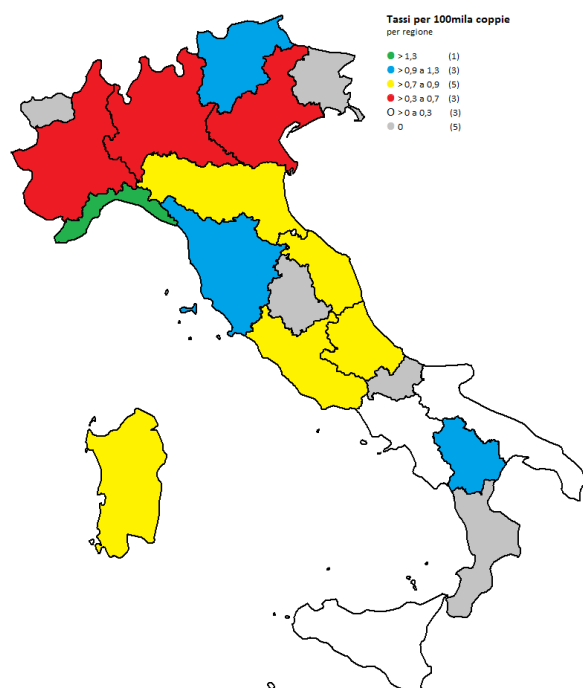 Tassi per 100mila coppie
per regione
> 1,3 (1)
> 0,9 a 1,3 (3)
> 0,7 a 0,9 (5)
> 0,3 a 0,7 (3)
> 0 a 0,3 (3)
0 (5)